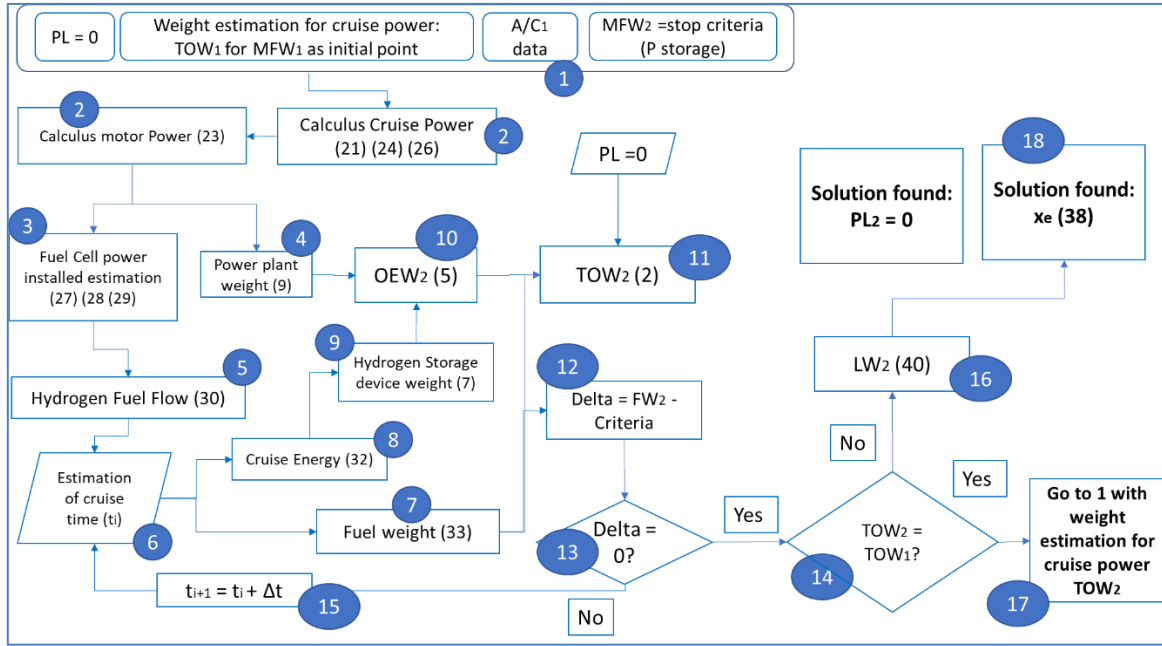 PL = 0
Weight estimation for cruise power:
TOW₁ for MFW₁ as initial point
A/C₁
data
MFW₂ =stop criteria
(P storage)
1
2
Calculus motor Power (23)
Calculus Cruise Power
(21) (24) (26)
2
PL =0
3
Fuel Cell power
installed estimation
(27) (28 (29)
4
Power plant
weight (9)
10
OEW₂ (5)
11
TOW₂ (2)
Solution found:
PL₂ = 0
18
Solution found:
xₑ (38)
5
Hydrogen Fuel Flow (30)
9
Hydrogen Storage
device weight (7)
12
Delta = FW₂ -
Criteria
LW₂ (40)
16
8
Cruise Energy (32)
Estimation
of cruise
time (ti)
6
7
Fuel weight (33)
No
Yes
Delta =
0?
13
Yes
TOW₂ =
TOW₁?
14
Go to 1 with
weight
estimation for
cruise power
TOW₂
17
tᵢ₊₁ = tᵢ + Δt
15
No